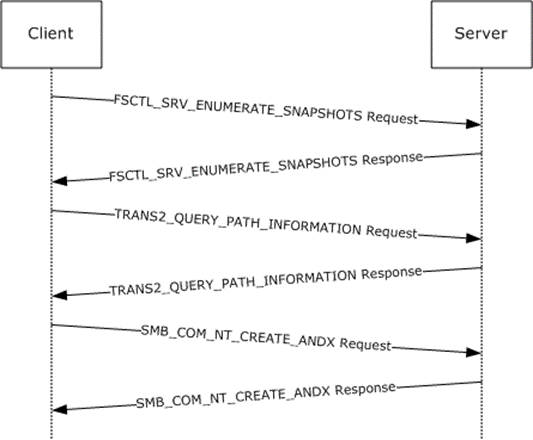 Client
Server
FSCTL_SRV_ENUMERATE_SNAPSHOTS Request
FSCTL_SRV_ENUMERATE_SNAPSHOTS Response
TRANS2_QUERY_PATH_INFORMATION Request
TRANS2_QUERY_PATH_INFORMATION Response
SMB_COM_NT_CREATE_ANDX Request
SMB_COM_NT_CREATE_ANDX Response